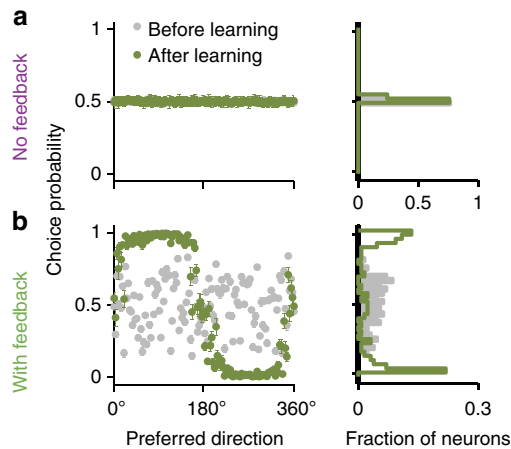 a
Before learning
After learning
No feedback
1
0.5
0
0
0.5
1
Choice probability
b
With feedback
1
0.5
0
0°
180°
360°
Preferred direction
0
0.3
Fraction of neurons